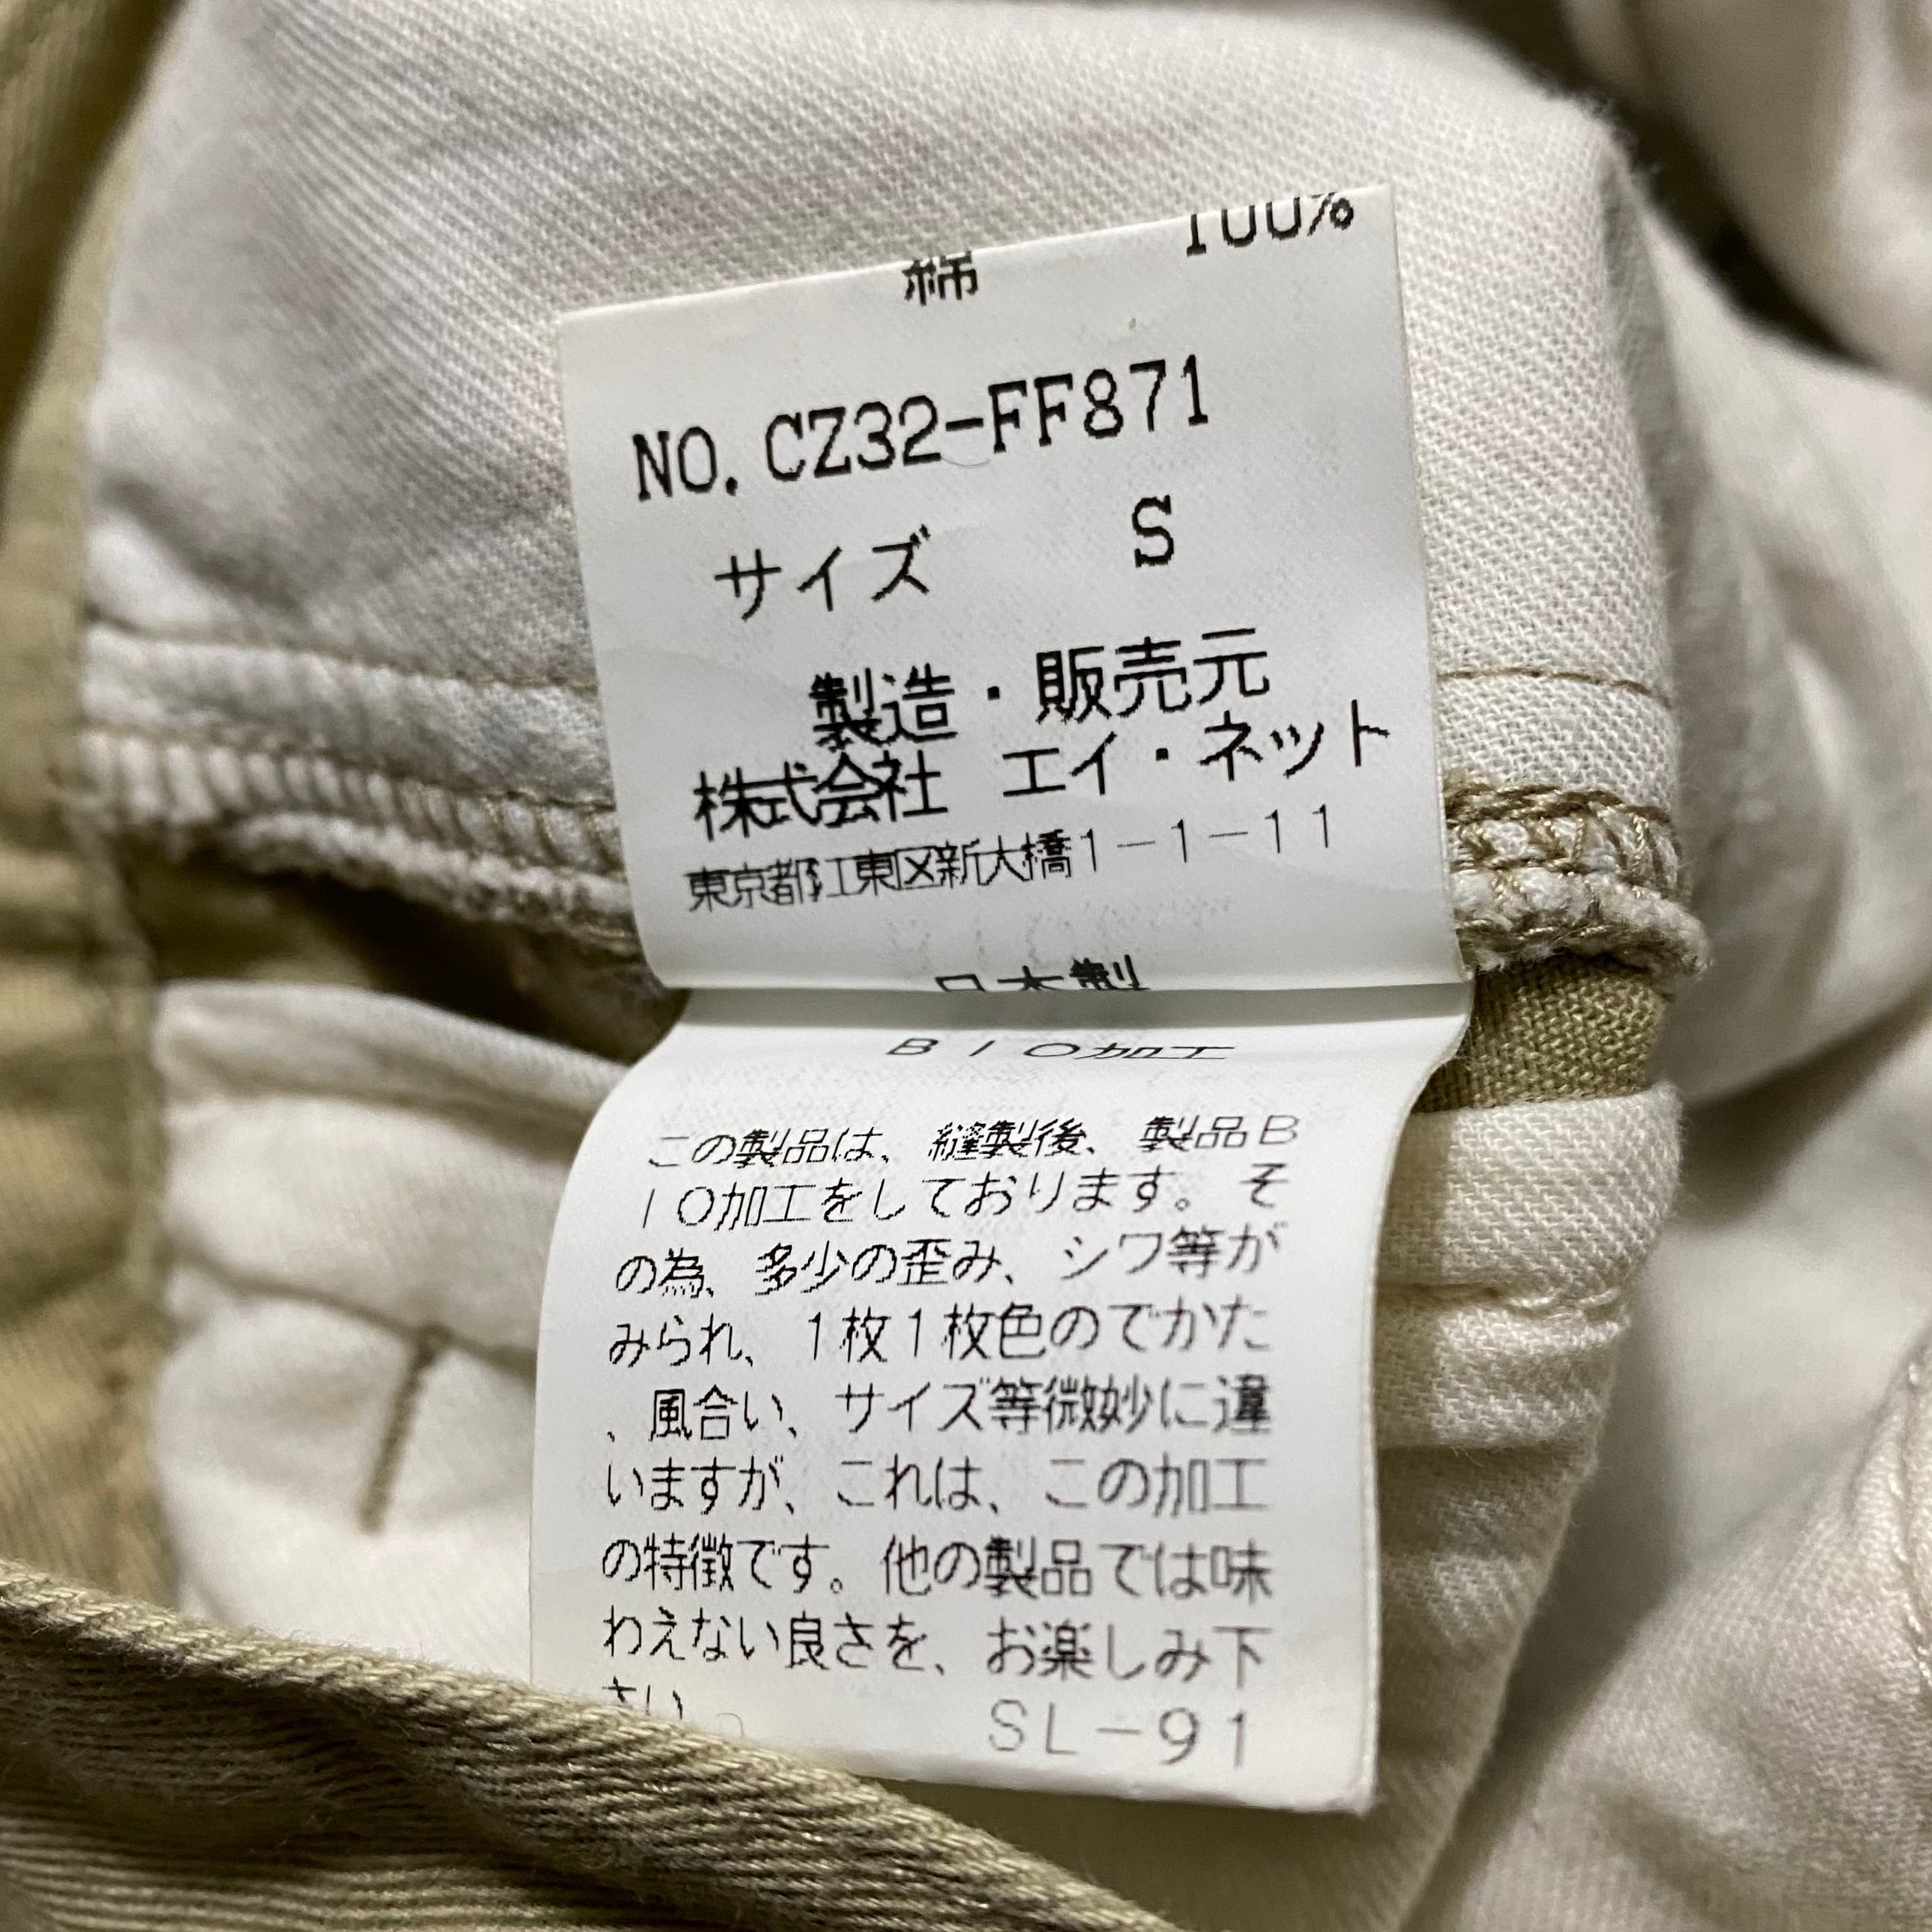 綿 100%
NO.CZ32-FF871
サイズ S
製造・販売元
株式会社 エイ・ネット
東京都江東区新大橋1-1-11
日本製
BIO加工
この製品は、縫製後、製品B
IO加工をしております。そ
の為、多少の歪み、シワ等が
みられ、1枚1枚色のでかた
、風合い、サイズ等微妙に違
いますが、これは、この加工
の特徴です。他の製品では味
わえない良さを、お楽しみ下
さい
SL-91